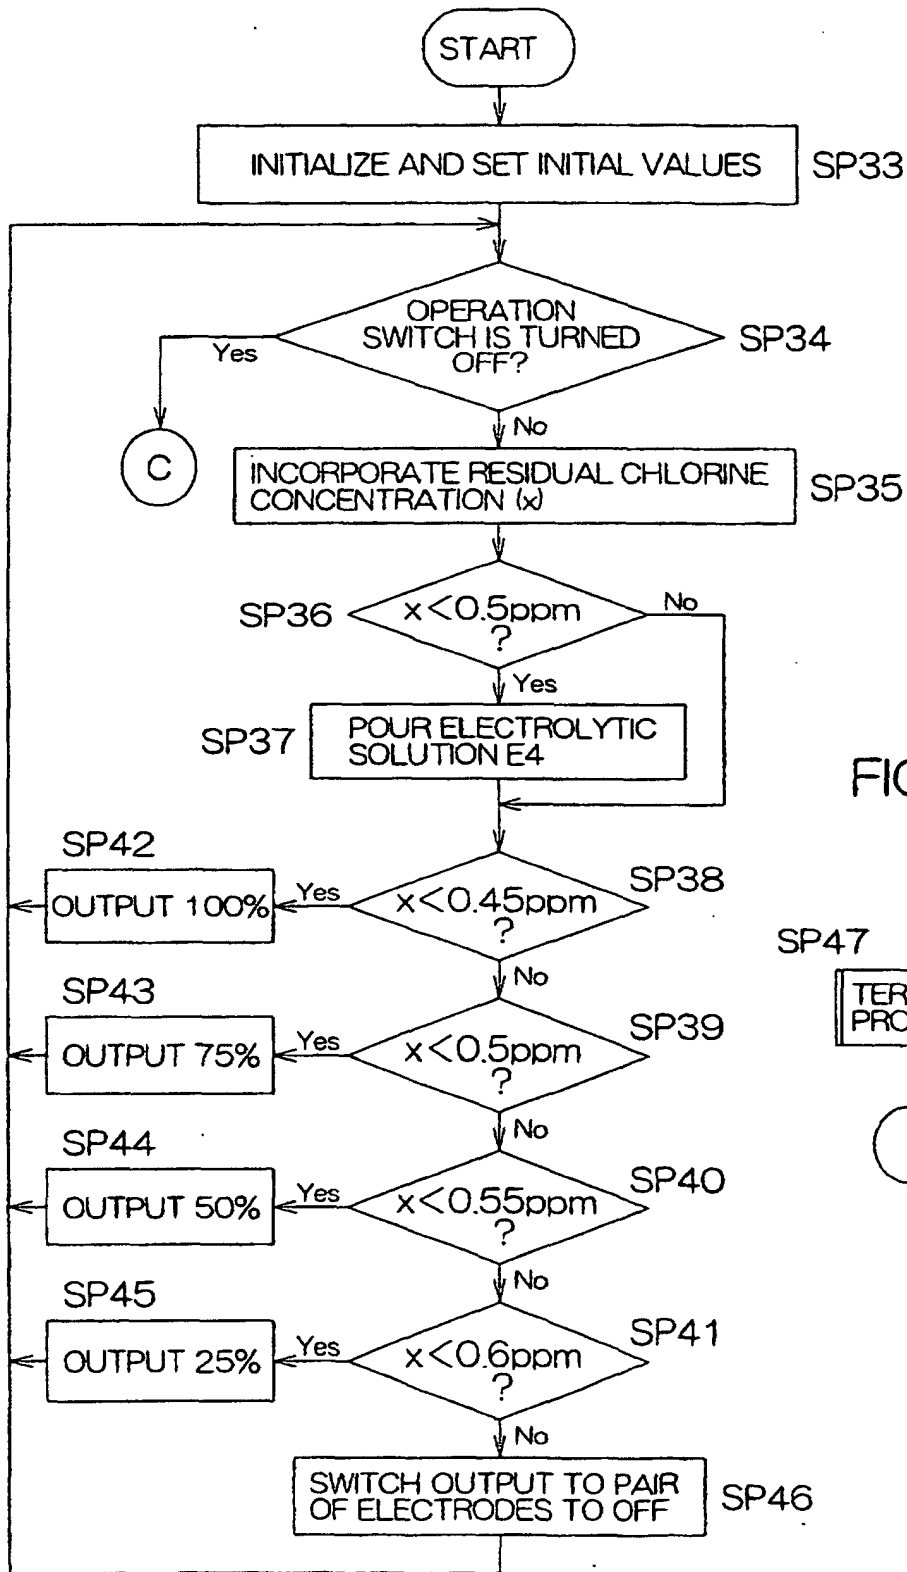 START
INITIALIZE AND SET INITIAL VALUES
SP33
OPERATION
SWITCH IS TURNED
OFF?
SP34
Yes
No
C
INCORPORATE RESIDUAL CHLORINE
CONCENTRATION (x)
SP35
SP36
x<0.5ppm
?
No
Yes
SP37
POUR ELECTROLYTIC
SOLUTION E4
FIG
SP42
OUTPUT 100%
Yes
x<0.45ppm
?
SP38
No
SP47
TER
PRO
SP43
OUTPUT 75%
Yes
x<0.5ppm
?
SP39
No
SP44
OUTPUT 50%
Yes
x<0.55ppm
?
SP40
No
SP45
OUTPUT 25%
Yes
x<0.6ppm
?
SP41
No
SWITCH OUTPUT TO PAIR
OF ELECTRODES TO OFF
SP46